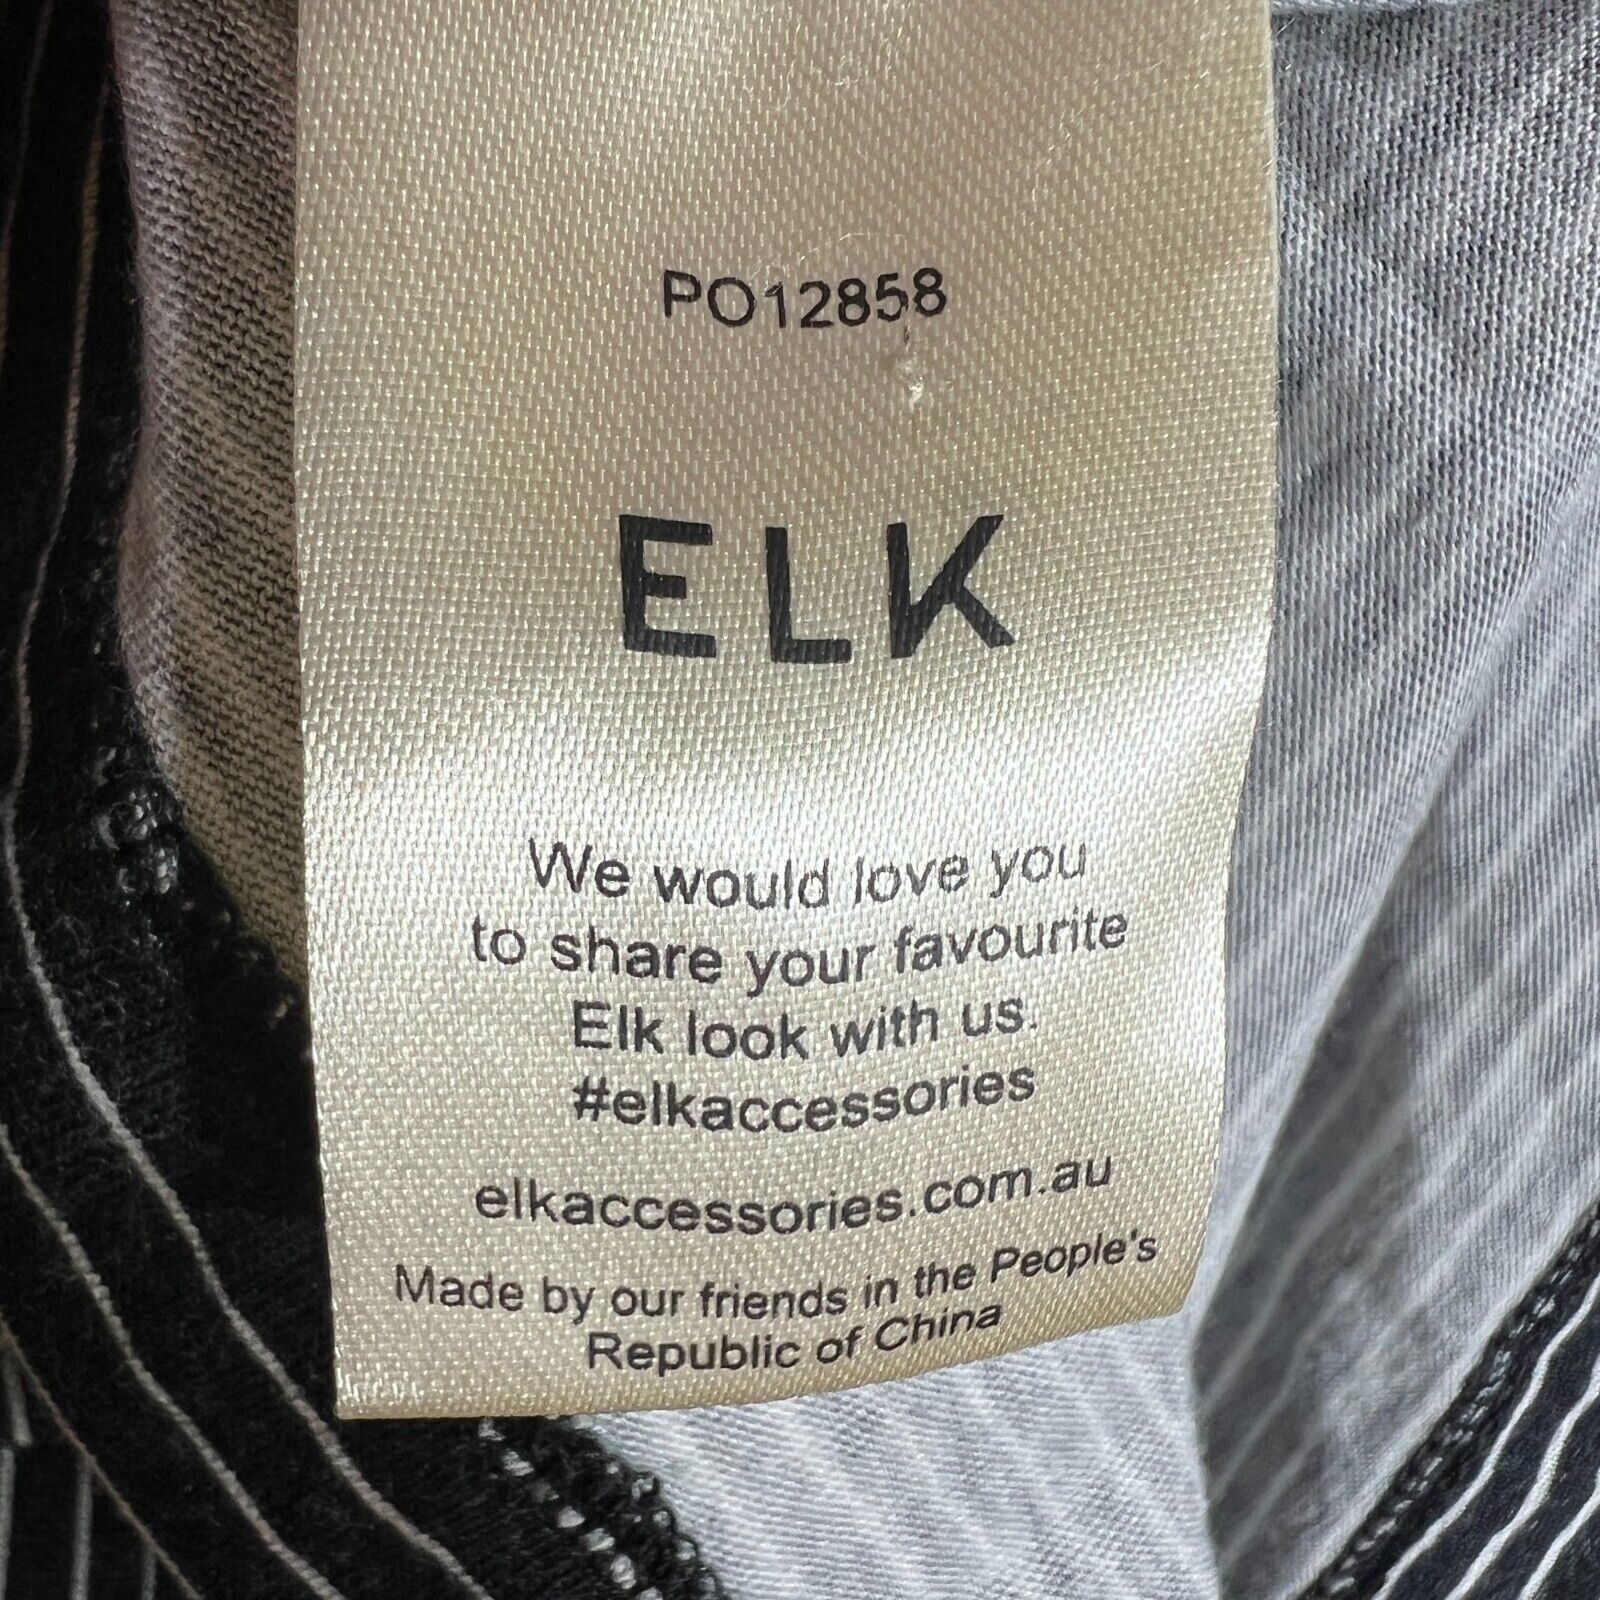 PO12858
ELK
We would love you
to share your favourite
Elk look with us.
#elkaccessories
elkaccessories.com.au
Made by our friends in the People's
Republic of China